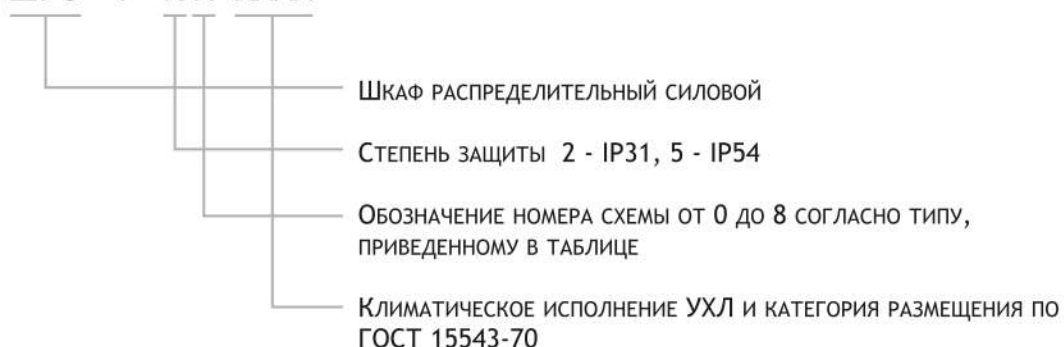 Шкаф распределительный силовой
Степень защиты 2 - IP31, 5 - IP54
Обозначение номера схемы от 0 до 8 согласно типу,
приведенному в таблице
Климатическое исполнение УХЛ и категория размещения по
ГОСТ 15543-70